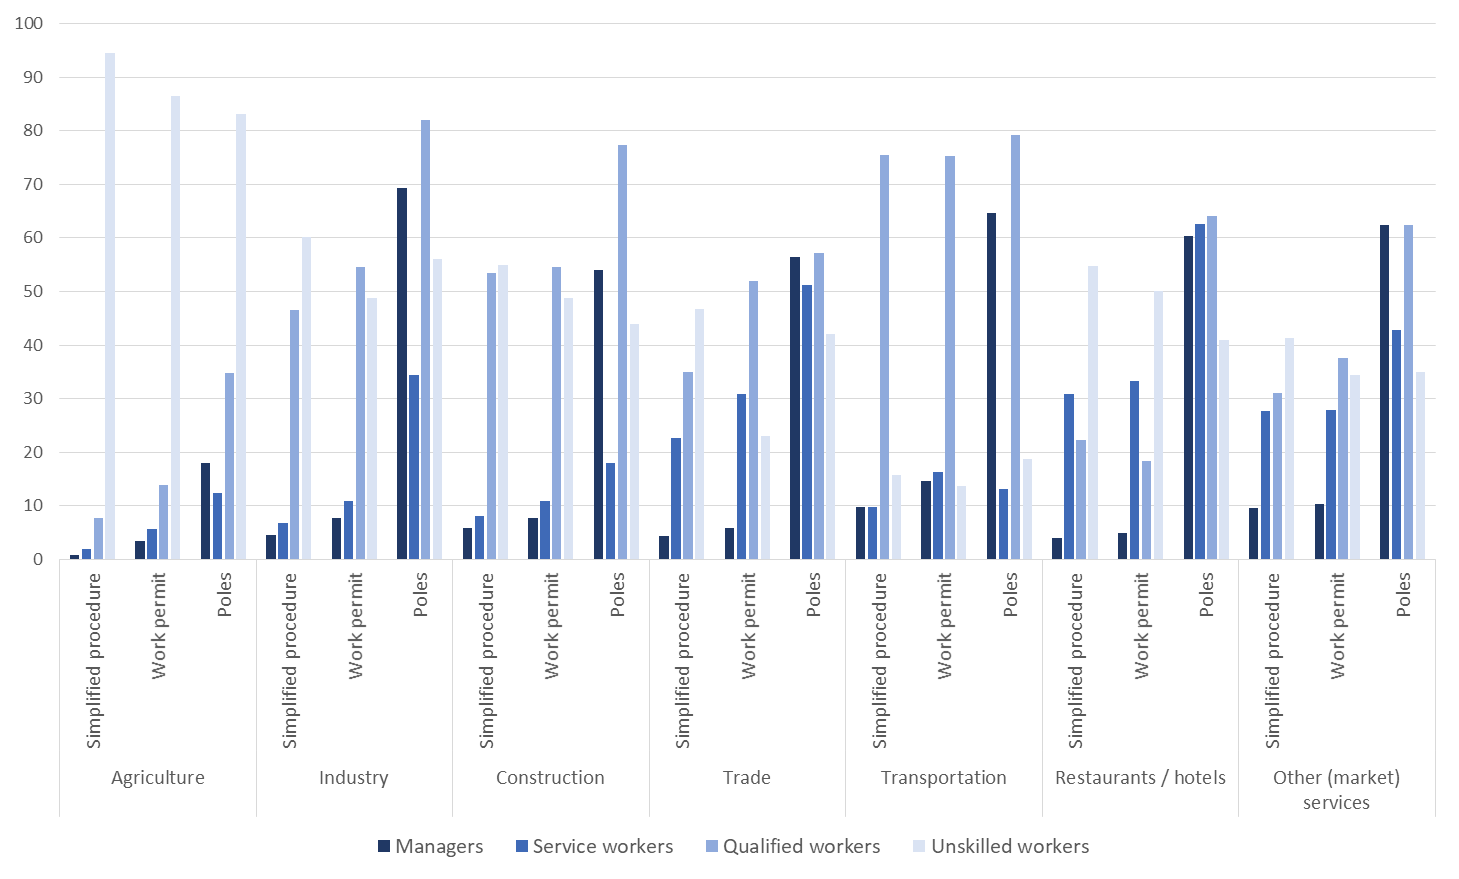 100
90
80
70
60
50
40
30
20
10
0
Simplified procedure
Work permit
Poles
Simplified procedure
Work permit
Poles
Simplified procedure
Work permit
Poles
Simplified procedure
Work permit
Poles
Simplified procedure
Work permit
Poles
Simplified procedure
Work permit
Poles
Simplified procedure
Work permit
Poles
Agriculture
Industry
Construction
Trade
Transportation
Restaurants / hotels
Other (market)
services
Managers
Service workers
Qualified workers
Unskilled workers